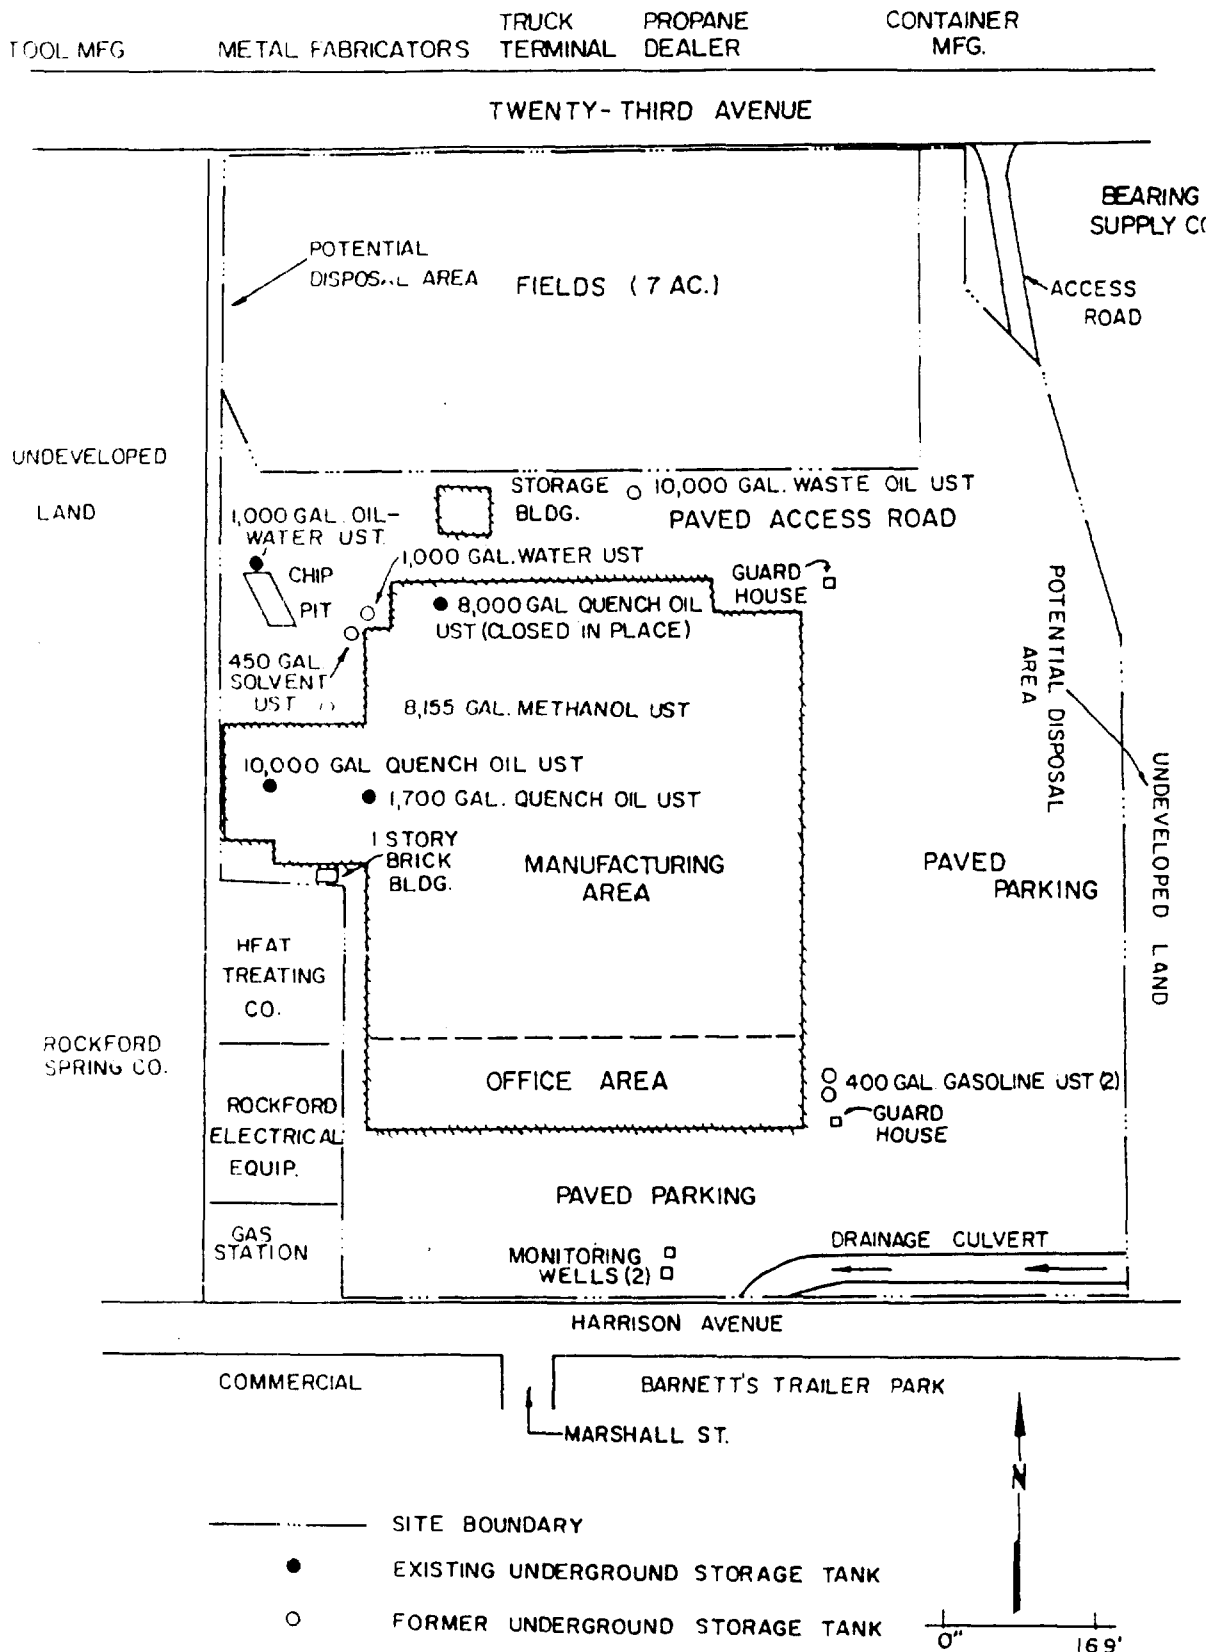 TRUCK PROPANE CONTAINER
TOOL MFG METAL FABRICATORS TERMINAL DEALER MFG.
TWENTY-THIRD AVENUE
BEARING
SUPPLY CO
POTENTIAL
DISPOSAL AREA
FIELDS (7 AC.)
ACCESS
ROAD
UNDEVELOPED
LAND
STORAGE
BLDG.
10,000 GAL. WASTE OIL UST
PAVED ACCESS ROAD
1,000 GAL. OIL-
WATER UST
1,000 GAL. WATER UST
CHIP
PIT
GUARD
HOUSE
8,000 GAL QUENCH OIL
UST (CLOSED IN PLACE)
450 GAL.
SOLVENT
UST
8,155 GAL. METHANOL UST
POTENTIAL DISPOSAL
AREA
10,000 GAL QUENCH OIL UST
1,700 GAL. QUENCH OIL UST
UNDEVELOPED LAND
1 STORY
BRICK
BLDG.
MANUFACTURING
AREA
PAVED
PARKING
HEAT
TREATING
CO.
ROCKFORD
SPRING CO.
OFFICE AREA
400 GAL. GASOLINE UST (2)
GUARD
HOUSE
ROCKFORD
ELECTRICAL
EQUIP.
PAVED PARKING
GAS
STATION
MONITORING
WELLS (2)
DRAINAGE CULVERT
HARRISON AVENUE
COMMERCIAL
BARNETT'S TRAILER PARK
MARSHALL ST.
N
SITE BOUNDARY
EXISTING UNDERGROUND STORAGE TANK
FORMER UNDERGROUND STORAGE TANK
0" 169'